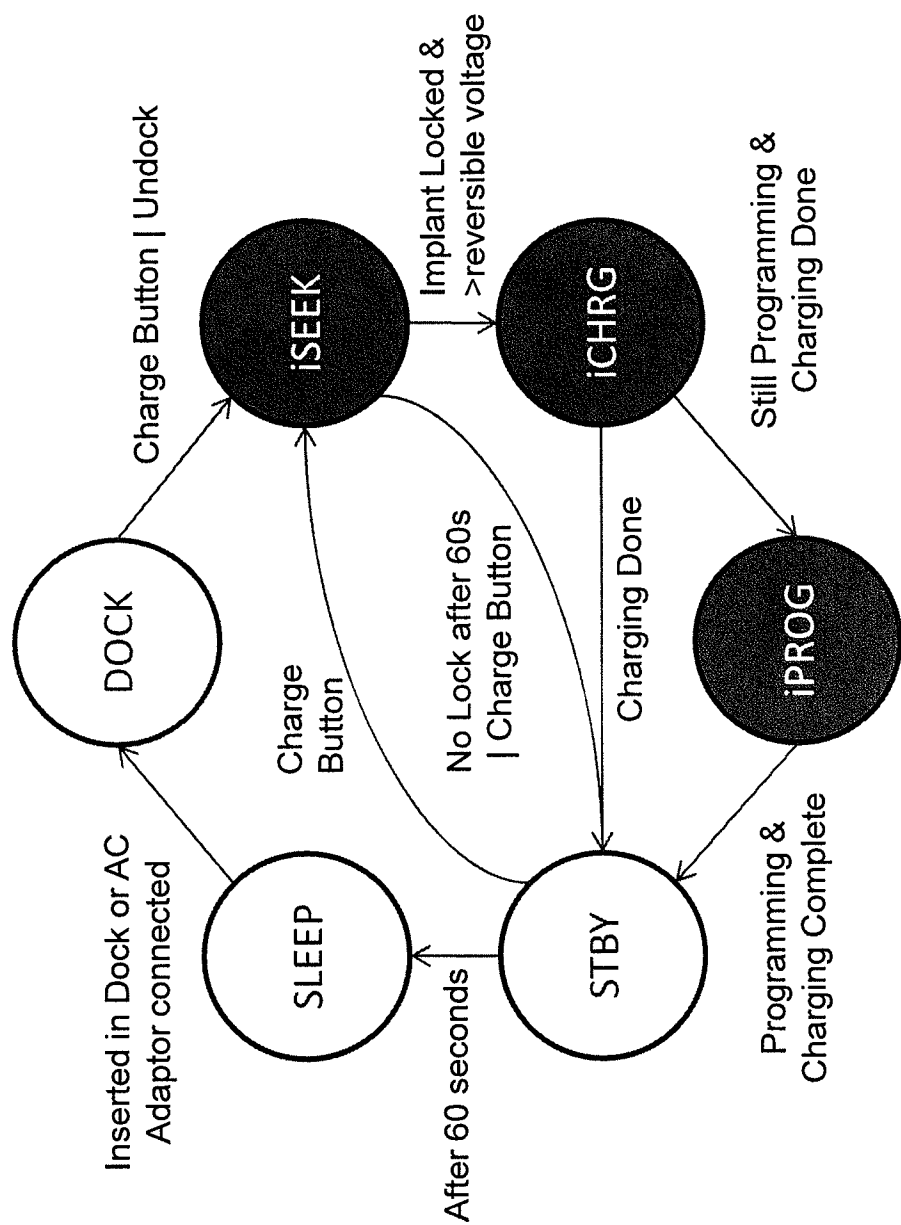 Inserted in Dock or AC
Adaptor connected
DOCK
Charge Button | Undock
SLEEP
iSEEK
Charge
Button
After 60 seconds
No Lock after 60s
| Charge Button
Implant Locked &
>reversible voltage
STBY
Charging Done
iCHRG
Programming &
Charging Complete
iPROG
Still Programming &
Charging Done